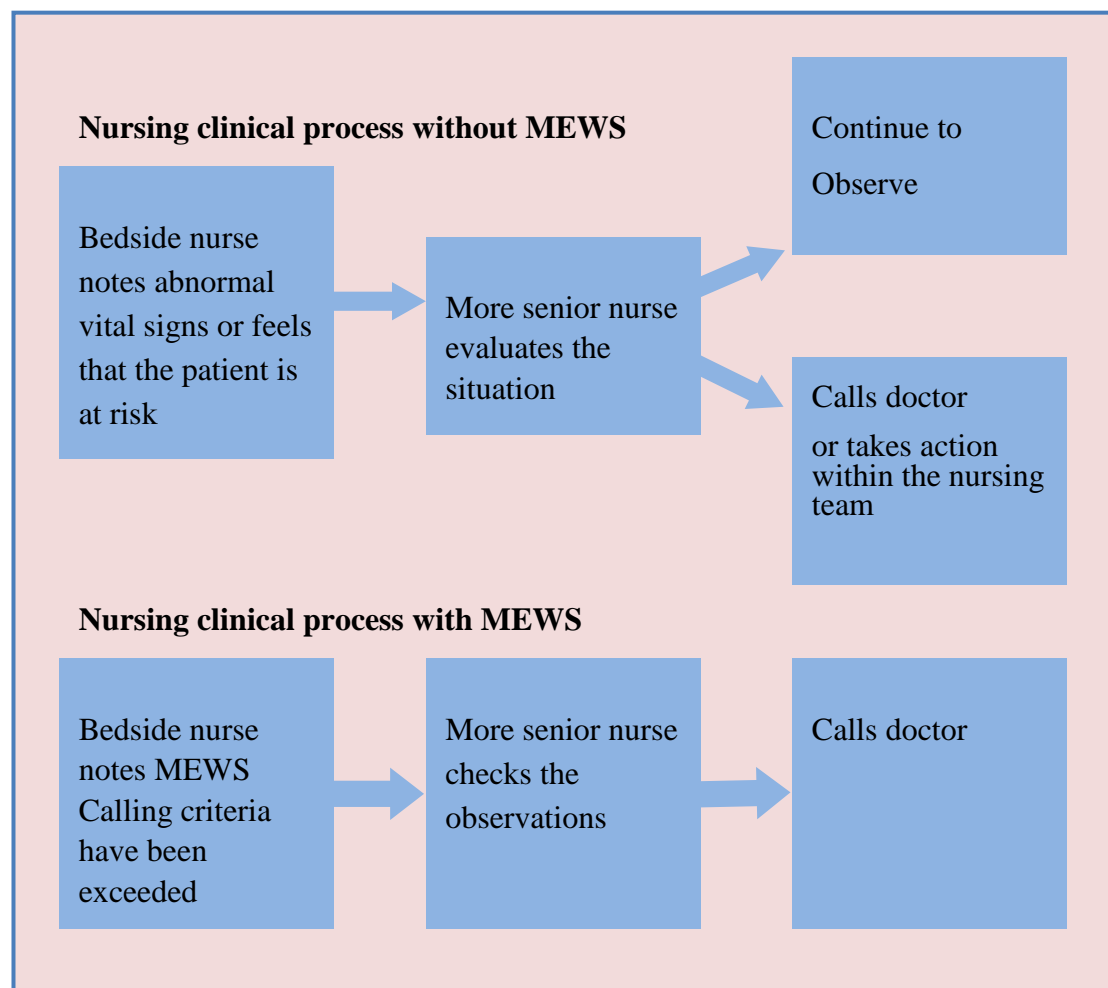 Nursing clinical process without MEWS
Bedside nurse
notes abnormal
vital signs or feels
that the patient is
at risk
More senior nurse
evaluates the
situation
Continue to
Observe
Calls doctor
or takes action
within the nursing
team
Nursing clinical process with MEWS
Bedside nurse
notes MEWS
Calling criteria
have been
exceeded
More senior nurse
checks the
observations
Calls doctor